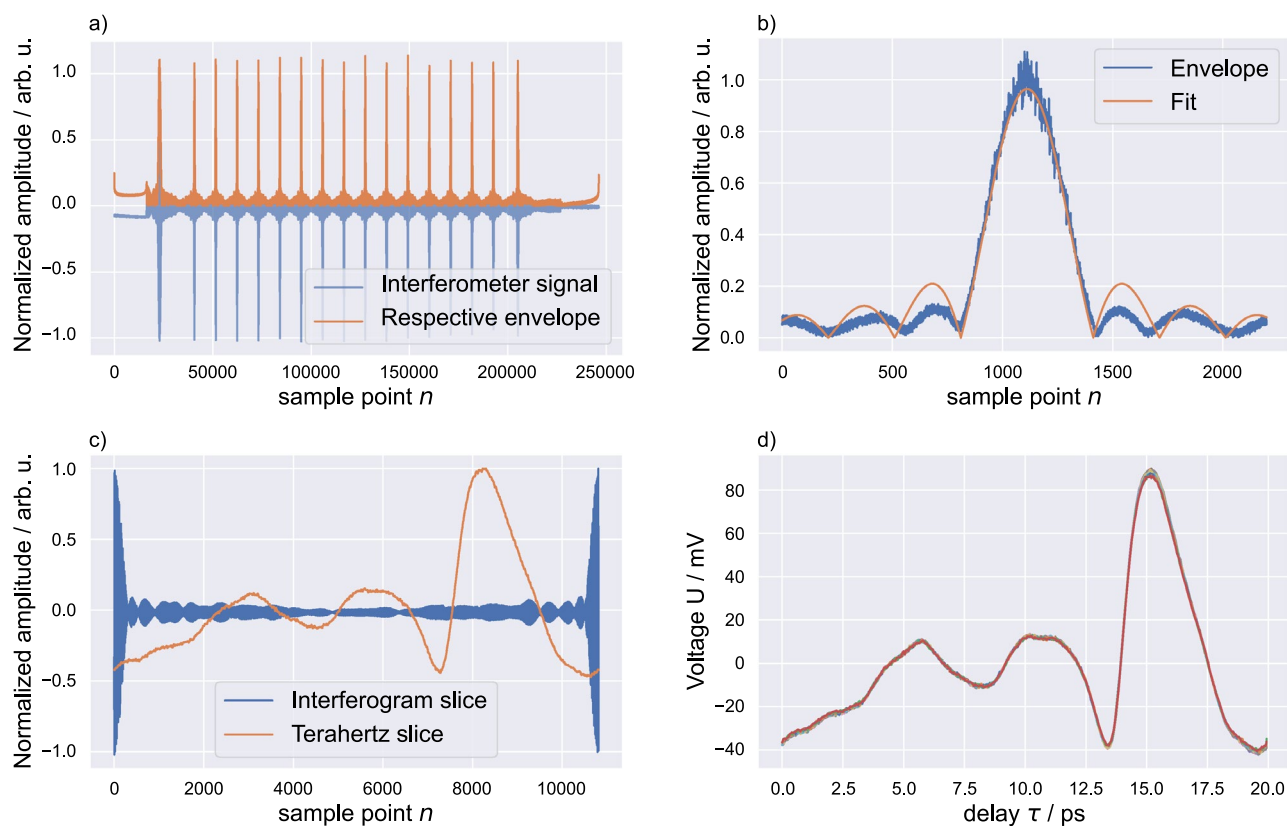 a)
Normalized amplitude / arb. u.
1.0
0.5
0.0
−0.5
−1.0
Interferometer signal
Respective envelope
0 50000 100000 150000 200000 250000
sample point n
b)
Normalized amplitude / arb. u.
1.0
0.8
0.6
0.4
0.2
0.0
Envelope
Fit
0 500 1000 1500 2000
sample point n
c)
Normalized amplitude / arb. u.
1.0
0.5
0.0
−0.5
−1.0
Interferogram slice
Terahertz slice
0 2000 4000 6000 8000 10000
sample point n
d)
Voltage U / mV
80
60
40
20
0
−20
−40
0.0 2.5 5.0 7.5 10.0 12.5 15.0 17.5 20.0
delay τ / ps